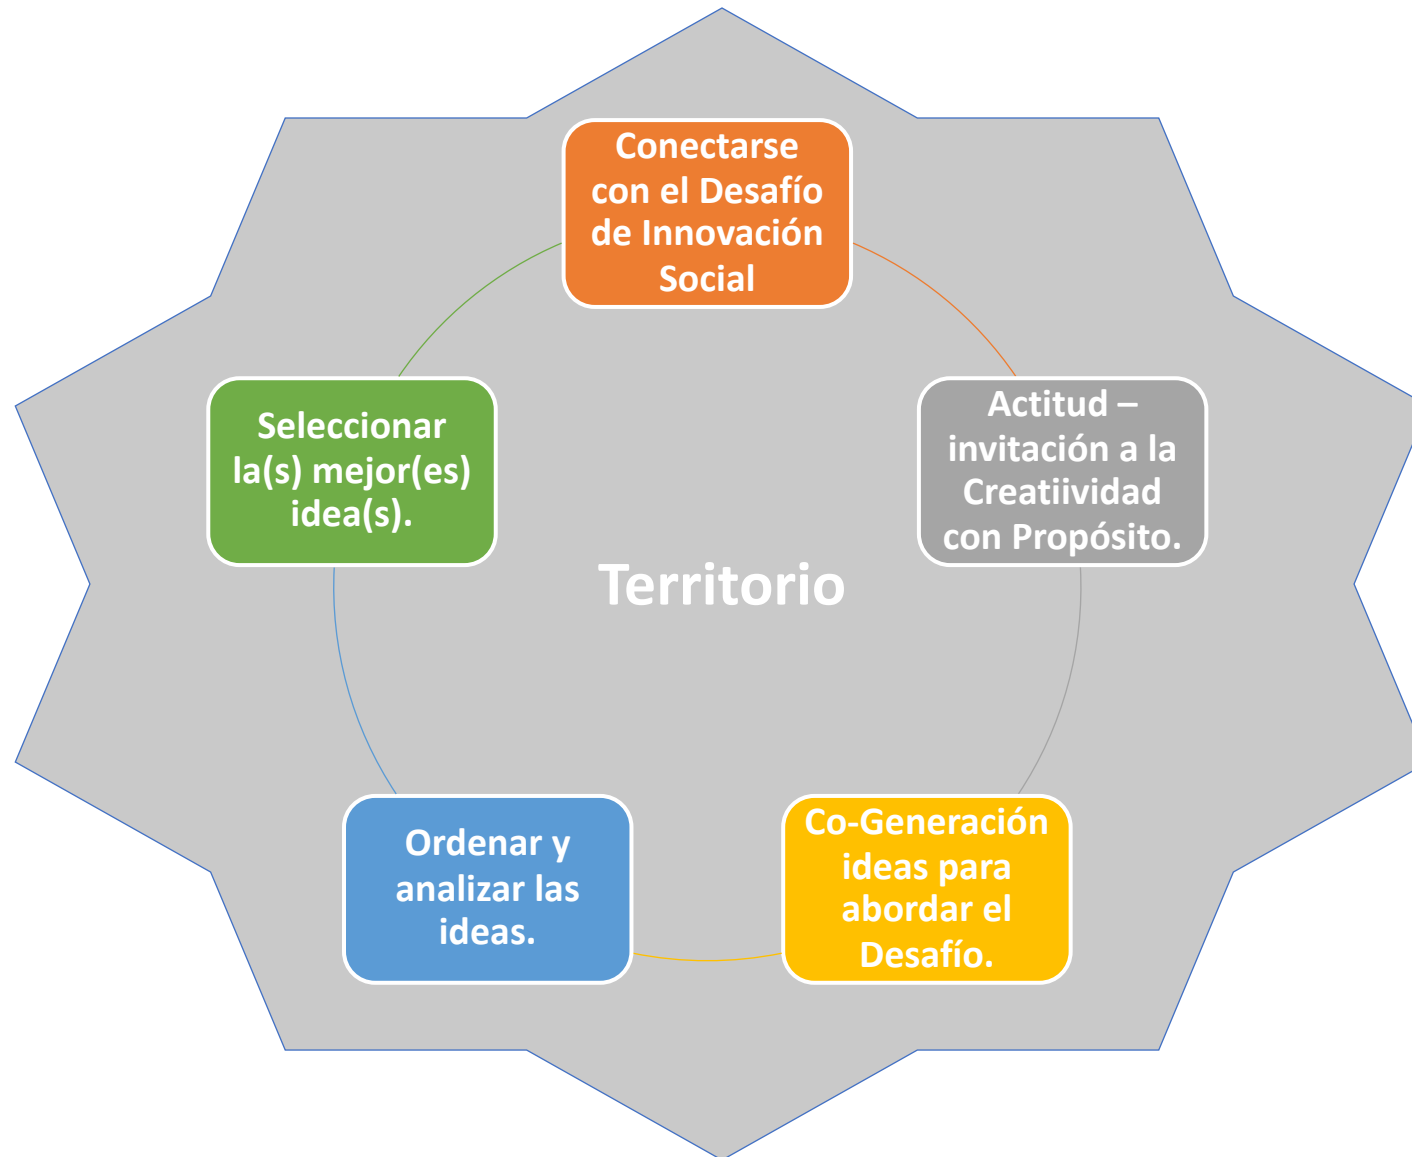 Conectarse
con el Desafío
de Innovación
Social
Actitud –
invitación a la
Creatiividad
con Propósito.
Co-Generación
ideas para
abordar el
Desafío.
Ordenar y
analizar las
ideas.
Seleccionar
la(s) mejor(es)
idea(s).
Territorio